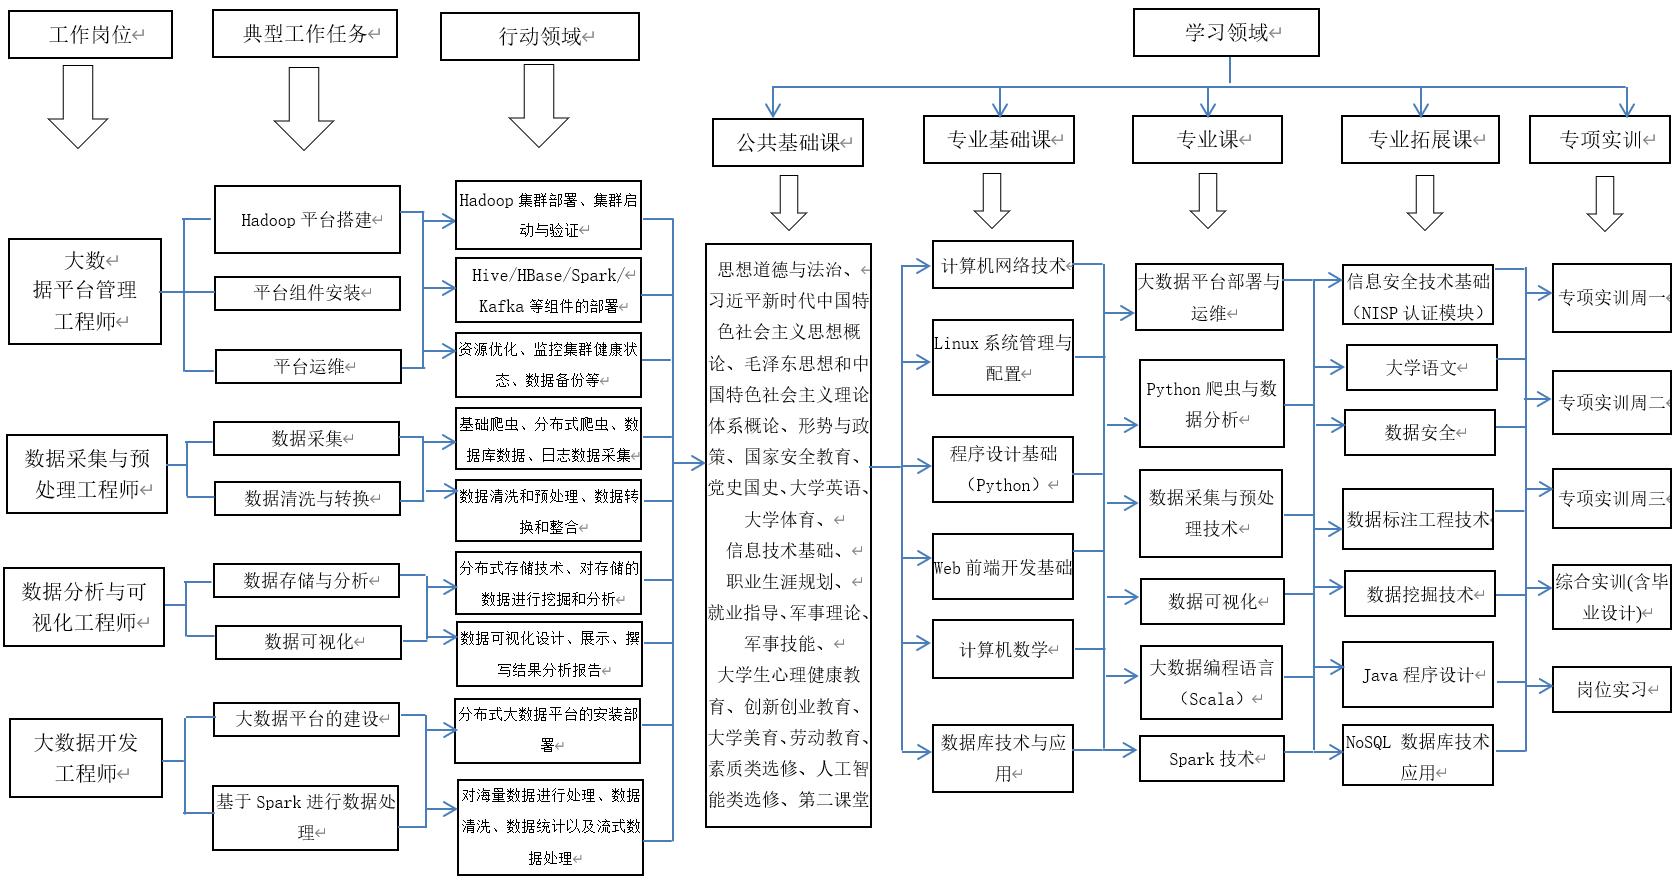 工作岗位
典型工作任务
行动领域
学习领域
公共基础课
专业基础课
专业课
专业拓展课
专项实训
大数
据平台管理
工程师
Hadoop 平台搭建
平台组件安装
平台运维
Hadoop 集群部署、集群启
动与验证
Hive/HBase/Spark/
Kafka 等组件的部署
资源优化、监控集群健康状
态、数据备份等
数据采集与预
处理工程师
数据采集
数据清洗与转换
基础爬虫、分布式爬虫、数
据库数据、日志数据采集
数据清洗和预处理、数据转
换和整合
数据分析与可
视化工程师
数据存储与分析
数据可视化
分布式存储技术、对存储的
数据进行挖掘和分析
数据可视化设计、展示、撰
写结果分析报告
大数据开发
工程师
大数据平台的建设
基于 Spark 进行数据处
理
分布式大数据平台的安装部
署
对海量数据进行处理、数据
清洗、数据统计以及流式数
据处理
思想道德与法治、
习近平新时代中国特
色社会主义思想概
论、毛泽东思想和中
国特色社会主义理论
体系概论、形势与政
策、国家安全教育、
党史国史、大学英语、
大学体育、
信息技术基础、
职业生涯规划、
就业指导、军事理论、
军事技能、
大学生心理健康教
育、创新创业教育、
大学美育、劳动教育、
素质类选修、人工智
能类选修、第二课堂
计算机网络技术
Linux 系统管理与
配置
程序设计基础
（Python）
Web 前端开发基础
计算机数学
数据库技术与应
用
大数据平台部署与
运维
Python 爬虫与数
据分析
数据采集与预处
理技术
数据可视化
大数据编程语言
（Scala）
Spark 技术
信息安全技术基础
（NISP 认证模块）
大学语文
数据安全
数据标注工程技术
数据挖掘技术
Java 程序设计
NoSQL 数据库技术
应用
专项实训周一
专项实训周二
专项实训周三
综合实训(含毕
业设计)
岗位实习